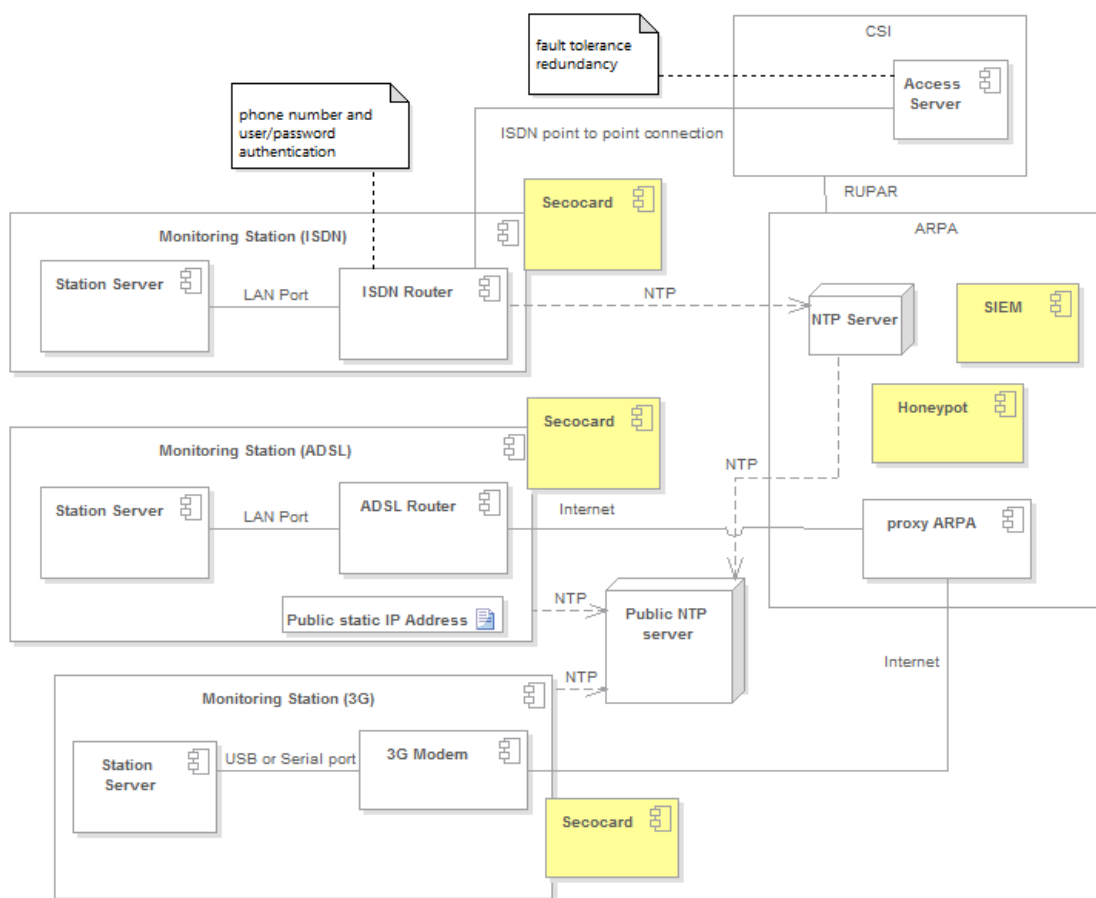 CSI
fault tolerance
redundancy
Access
Server
phone number and
user/password
authentication
ISDN point to point connection
RUPAR
Secocard
ARPA
Monitoring Station (ISDN)
Station Server
LAN Port
ISDN Router
NTP
NTP Server
SIEM
Honeypot
Secocard
Monitoring Station (ADSL)
NTP
Station Server
LAN Port
ADSL Router
Internet
proxy ARPA
Public static IP Address
NTP
Public NTP
server
Internet
NTP
Monitoring Station (3G)
Station
Server
USB or Serial port
3G Modem
Secocard